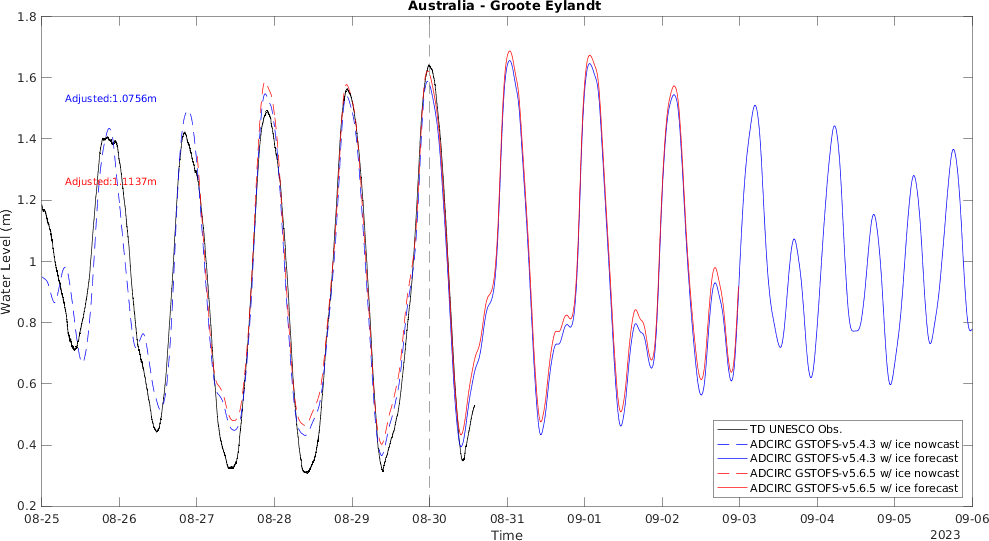 Australia - Groote Eylandt
1.8
1.6
1.4
1.2
1
0.8
0.6
0.4
0.2
Water Level (m)
Adjusted:1.0756m
Adjusted:1.1137m
TD UNESCO Obs.
ADCIRC GSTOFS-v5.4.3 w/ ice nowcast
ADCIRC GSTOFS-v5.4.3 w/ ice forecast
ADCIRC GSTOFS-v5.6.5 w/ ice nowcast
ADCIRC GSTOFS-v5.6.5 w/ ice forecast
08-25 08-26 08-27 08-28 08-29 08-30 08-31 09-01 09-02 09-03 09-04 09-05 09-06
Time
2023